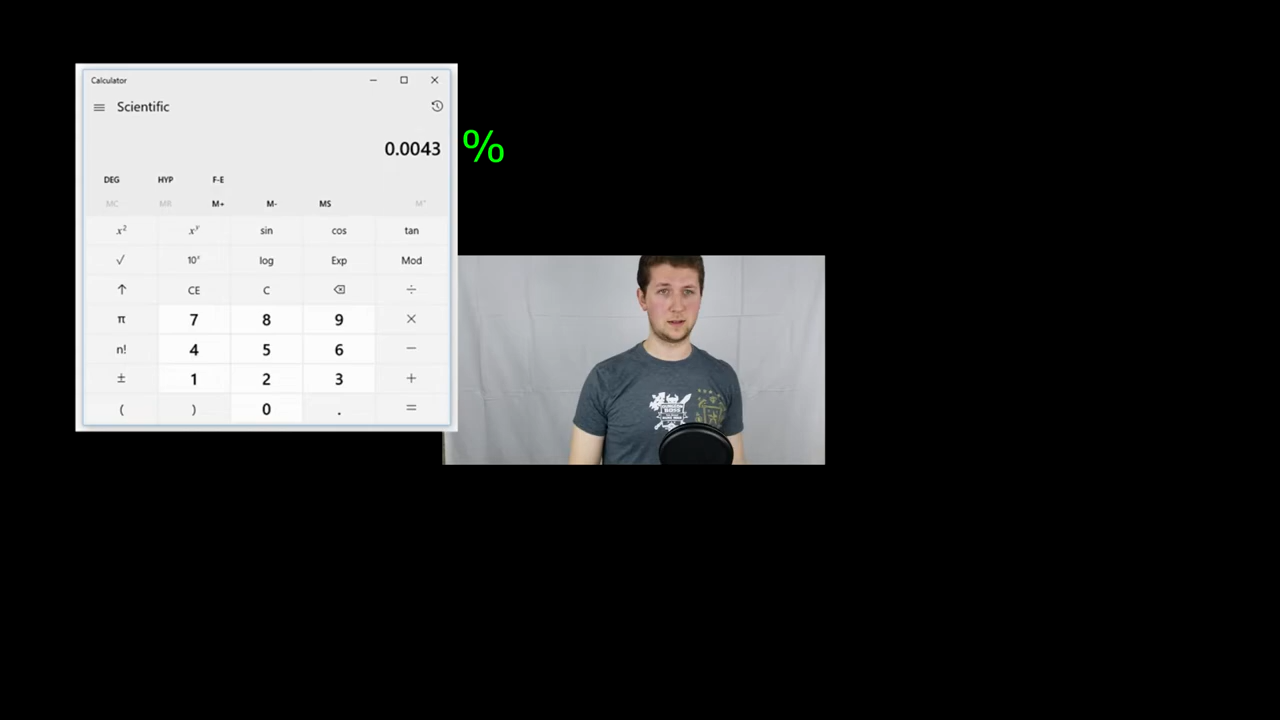 Calculator
Scientific
0.0043 %
DEG HYP F-E
MC MR M+ M- MS M˅
x² xʸ sin cos tan
√ 10ˣ log Exp Mod
↑ CE C ⌫ ÷
π 7 8 9 ×
n! 4 5 6 −
± 1 2 3 +
( ) 0 . =
BOSS